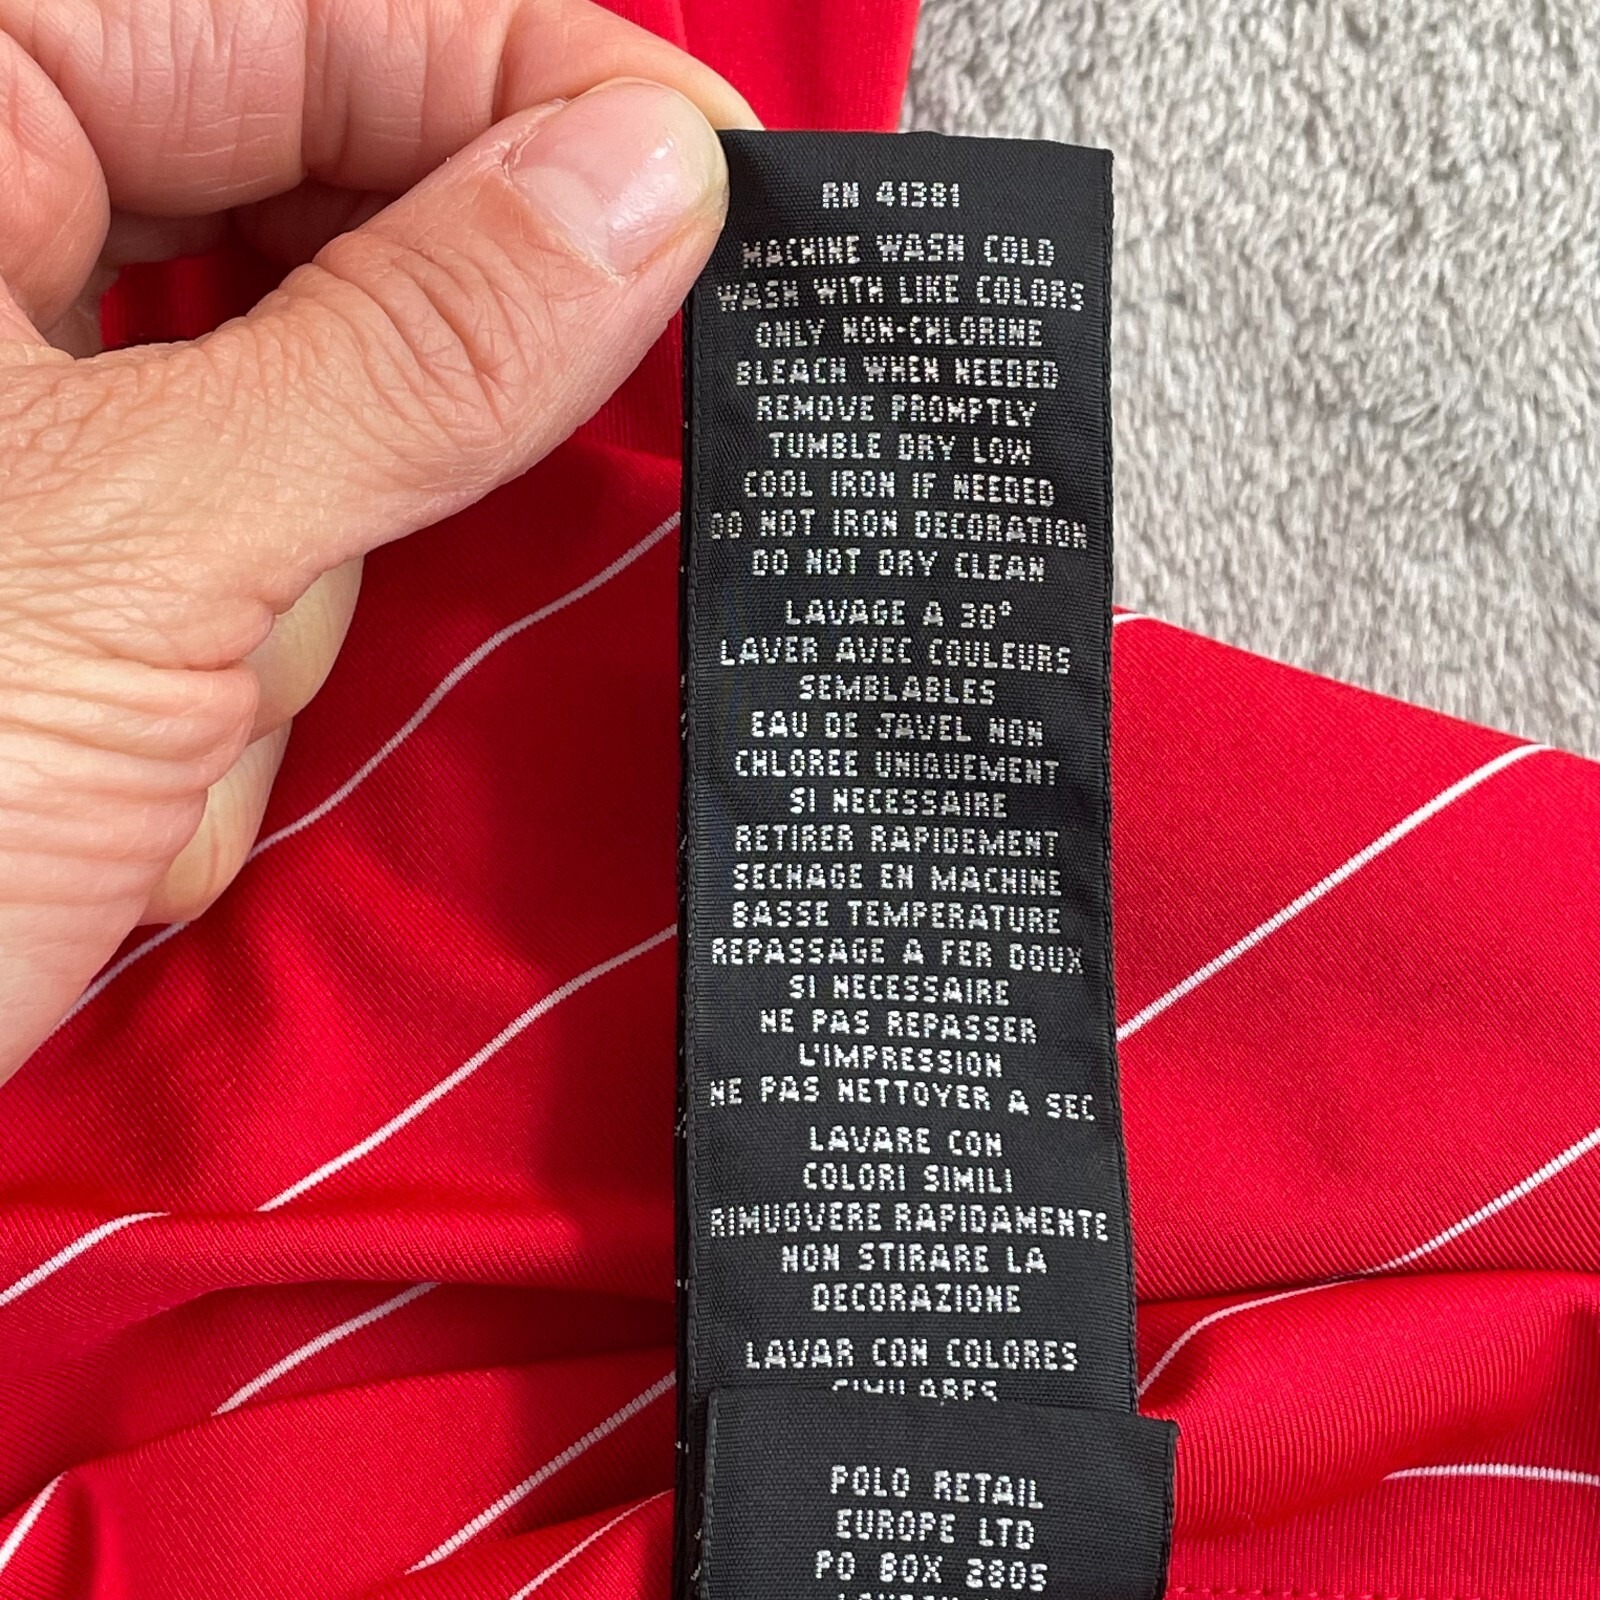 RN 41381
MACHINE WASH COLD
WASH WITH LIKE COLORS
ONLY NON-CHLORINE
BLEACH WHEN NEEDED
REMOVE PROMPTLY
TUMBLE DRY LOW
COOL IRON IF NEEDED
DO NOT IRON DECORATION
DO NOT DRY CLEAN
LAVAGE A 30°
LAVER AVEC COULEURS
SEMBLABLES
EAU DE JAVEL NON
CHLOREE UNIQUEMENT
SI NECESSAIRE
RETIRER RAPIDEMENT
SECHAGE EN MACHINE
BASSE TEMPERATURE
REPASSAGE A FER DOUX
SI NECESSAIRE
NE PAS REPASSER
L'IMPRESSION
NE PAS NETTOYER A SEC
LAVARE CON
COLORI SIMILI
RIMUOVERE RAPIDAMENTE
NON STIRARE LA
DECORAZIONE
LAVAR CON COLORES
SIMILARES
POLO RETAIL
EUROPE LTD
PO BOX 2805